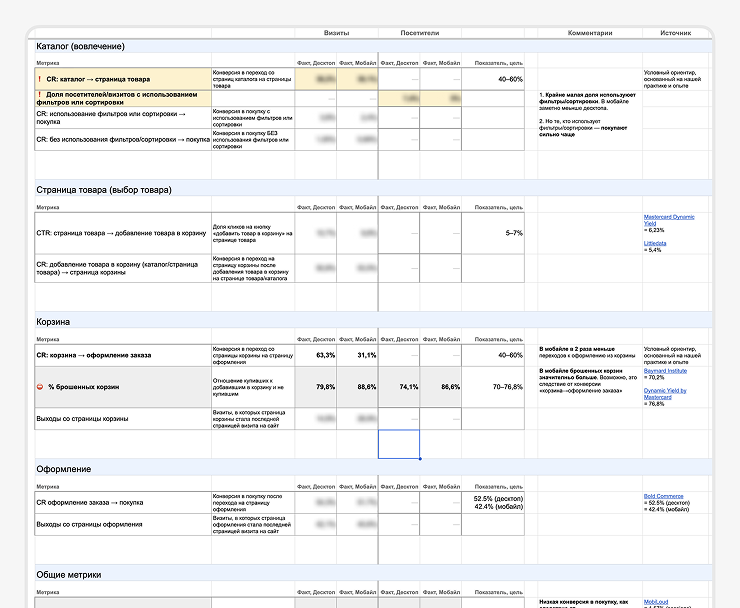 Визиты Посетители Комментарии Источник
Каталог (вовлечение)
Метрика Факт, Десктоп Факт, Мобайл Факт, Десктоп Факт, Мобайл Показатель, цель
! CR: каталог → страница товара
Конверсия в переход со
страниц каталога на страницы
товара
— — 40–60%
Условный ориентир,
основанный на нашей
практике и опыте
! Доля посетителей/визитов с использованием
фильтров или сортировки
— —
1. Крайне малая доля используют
фильтры/сортировки. В мобайле
заметно меньше десктопа.
2. Но те, кто использует
фильтры/сортировки — покупают
сильно чаще
CR: использование фильтров или сортировки →
покупка
Конверсия в покупку с
использованием фильтров или
сортировки
— —
CR: без использования фильтров/сортировки → покупка
Конверсия в покупку БЕЗ
использования фильтров или
сортировки
— —
Страница товара (выбор товара)
Метрика Факт, Десктоп Факт, Мобайл Факт, Десктоп Факт, Мобайл Показатель, цель
CTR: страница товара → добавление товара в корзину
Доля кликов на кнопку
«добавить товар в корзину» на
странице товара
— — 5–7%
Mastercard Dynamic
Yield
= 6,23%
Littledata
= 5,4%
CR: добавление товара в корзину (каталог/страница
товара) → страница корзины
Конверсия в переход на
страницу корзины после
добавления товара в корзину
на странице товара/каталога
— —
Корзина
Метрика Факт, Десктоп Факт, Мобайл Факт, Десктоп Факт, Мобайл Показатель, цель
CR: корзина → оформление заказа
Конверсия в переход со
страницы корзины на страницу
оформления
63,3% 31,1% — — 40–60%
В мобайле в 2 раза меньше
переходов к оформлению из корзины
Условный ориентир,
основанный на нашей
практике и опыте
% брошенных корзин
Отношение купивших к
добавившим в корзину и не
купившим
79,8% 88,6% 74,1% 86,6% 70–76,8%
В мобайле брошенных корзин
значительно больше. Возможно, это
следствие от конверсии
«корзина→оформление заказа»
Baymard Institute
= 70,2%
Dynamic Yield by
Mastercard
= 76,8%
Выходы со страницы корзины
Визиты, в которых страница
корзины стала последней
страницей визита на сайт
— —
Оформление
Метрика Факт, Десктоп Факт, Мобайл Факт, Десктоп Факт, Мобайл Показатель, цель
CR оформление заказа → покупка
Конверсия в покупку после
перехода на страницу
оформления
— —
52.5% (десктоп)
42.4% (мобайл)
Bold Commerce
= 52.5% (десктоп)
= 42.4% (мобайл)
Выходы со страницы оформления
Визиты, в которых страница
оформления стала последней
страницей визита на сайт
— —
Общие метрики
Метрика Факт, Десктоп Факт, Мобайл Факт, Десктоп Факт, Мобайл Показатель, цель
Низкая конверсия в покупку, как
MobiLoud